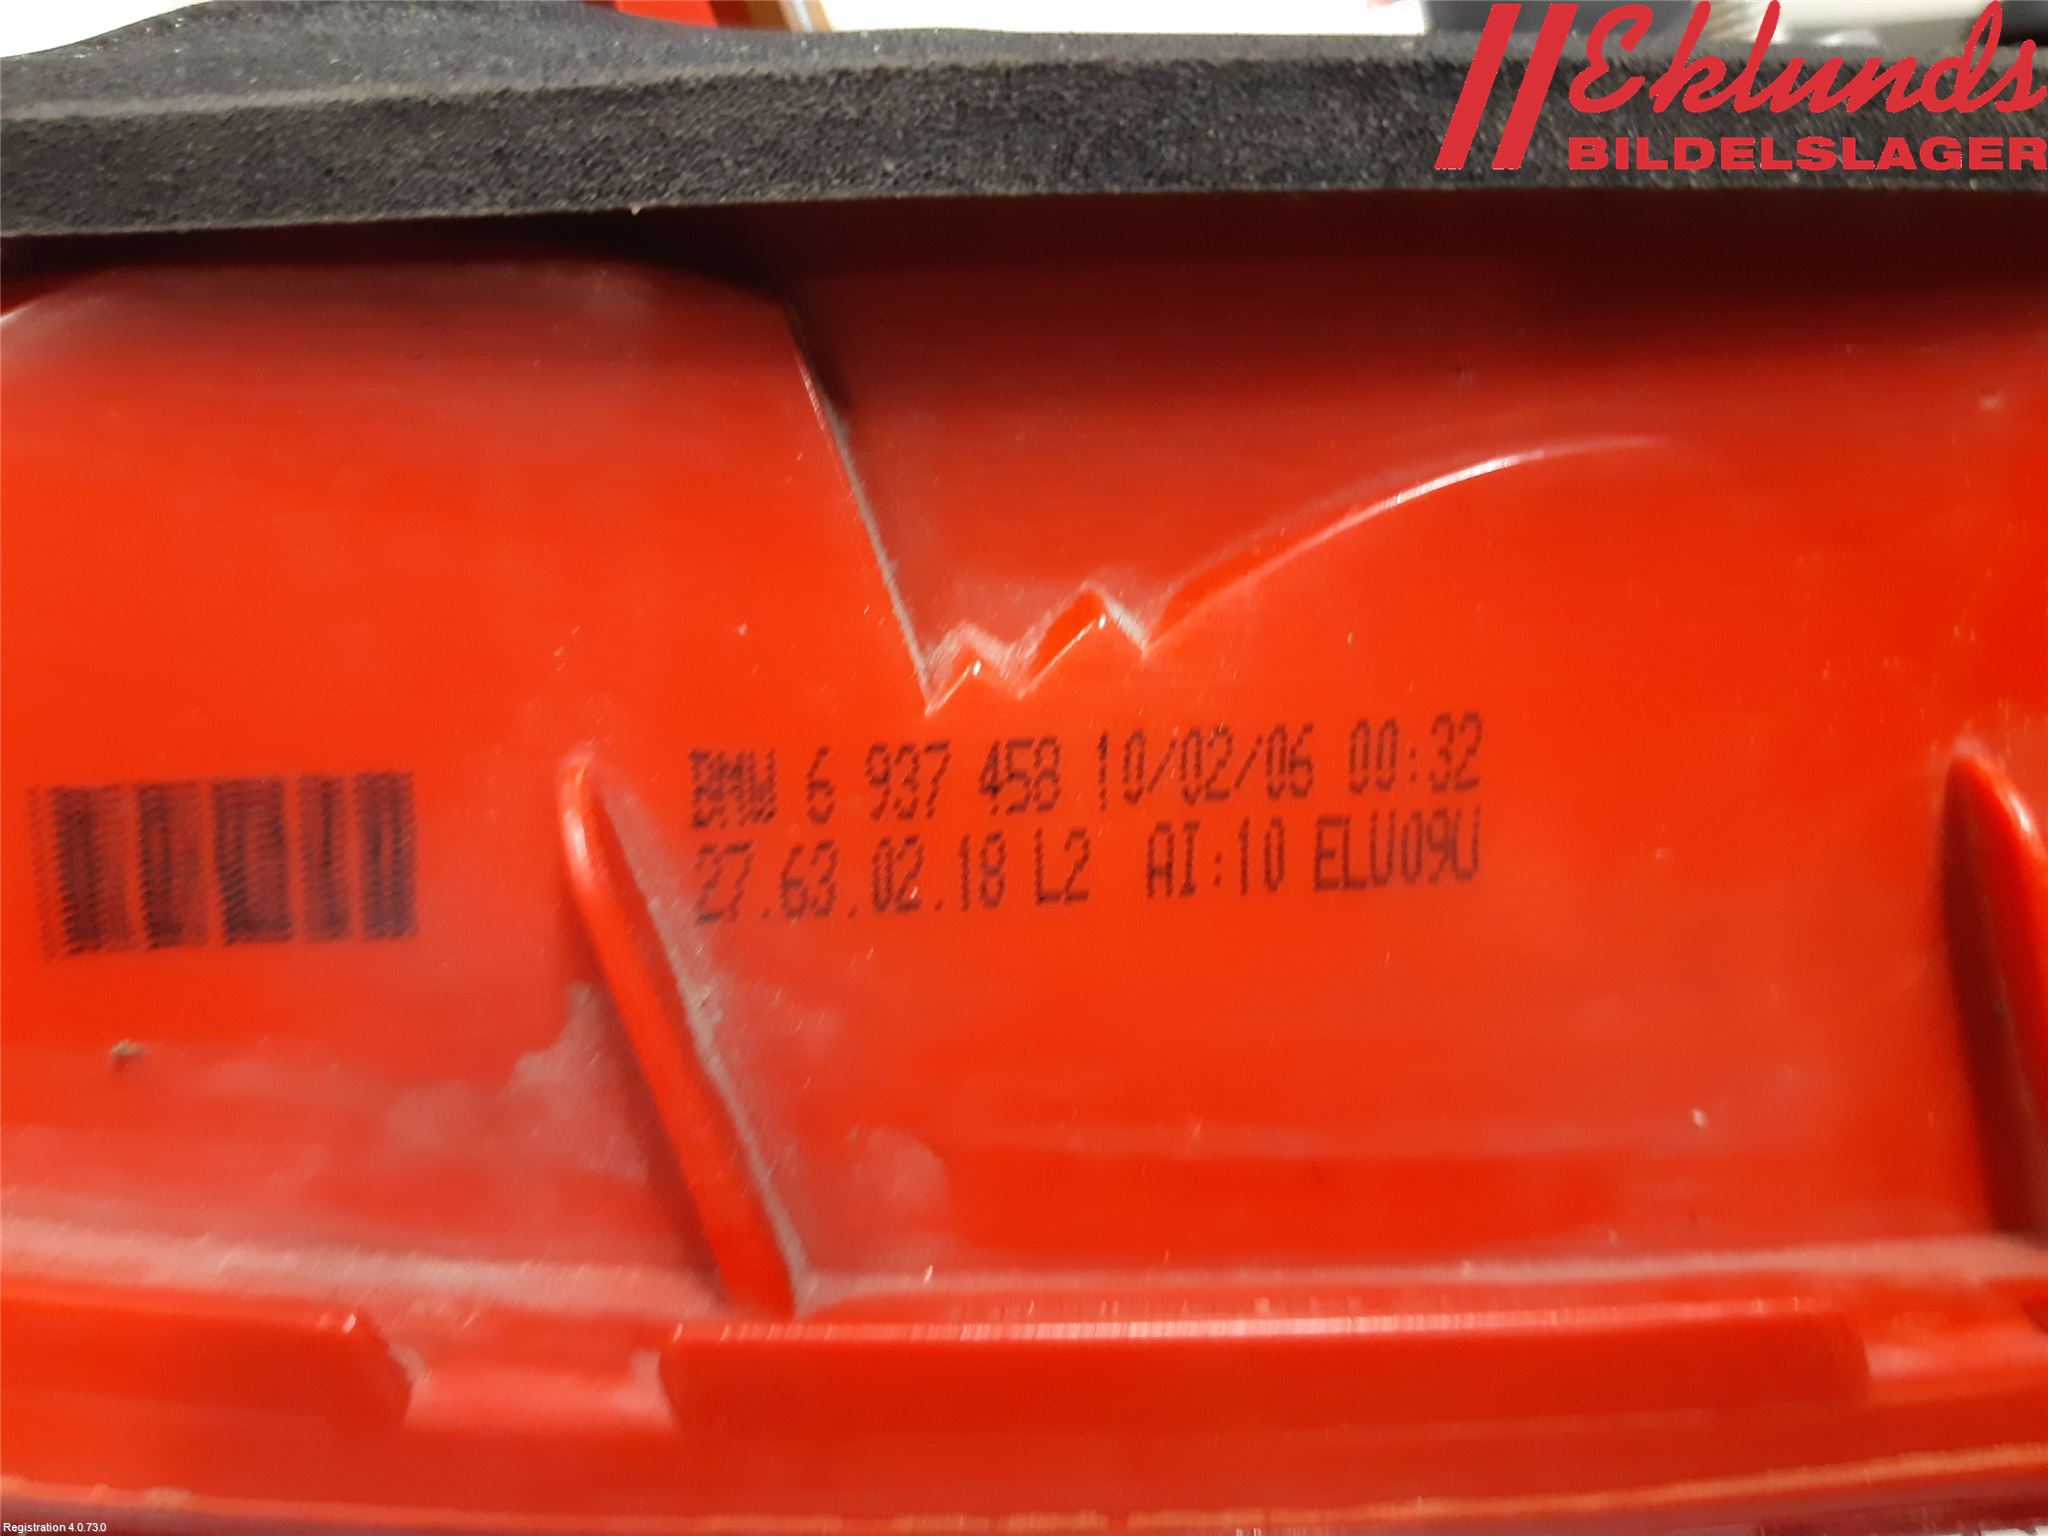 Eklunds
BILDELSLAGER
BMW 6 937 458 10/02/06 00:32
27.63.02.18 L2 AI:10 ELV09U
Registration 4.0.73.0